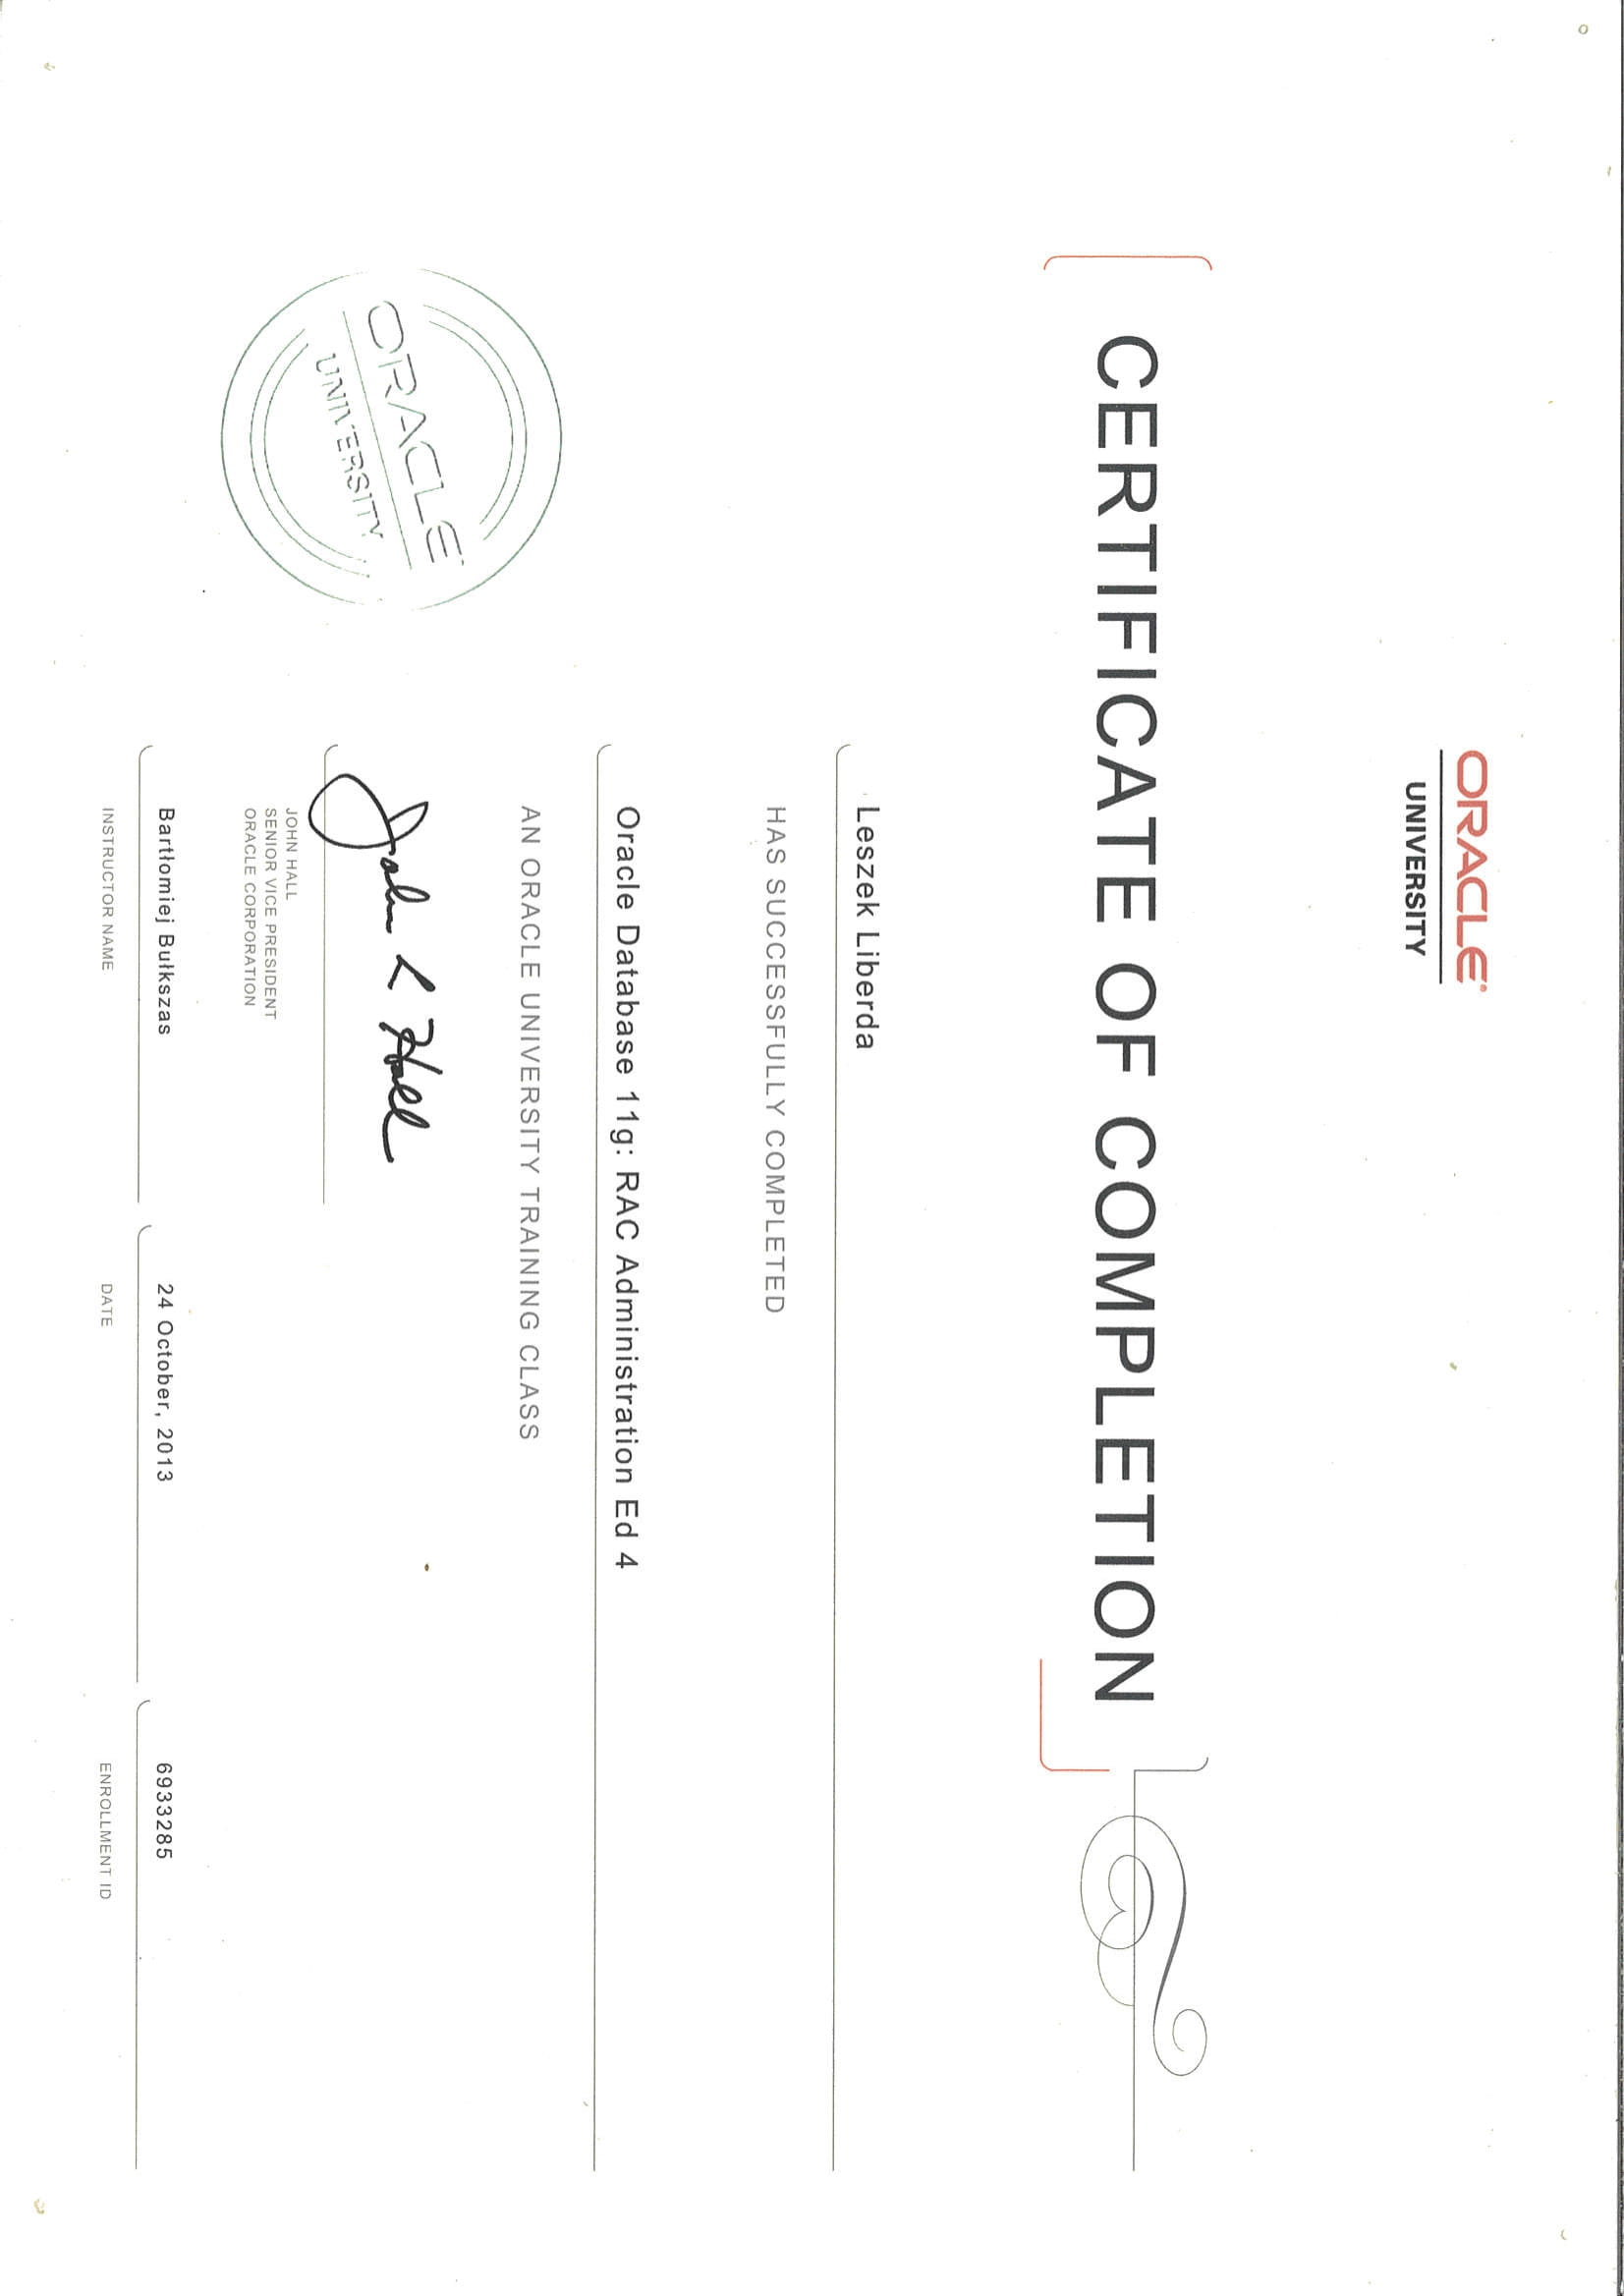 ORACLE®
UNIVERSITY
CERTIFICATE OF COMPLETION
Leszek Liberda
HAS SUCCESSFULLY COMPLETED
Oracle Database 11g: RAC Administration Ed 4
AN ORACLE UNIVERSITY TRAINING CLASS
ORACLE
UNIVERSITY
John L Hall
JOHN HALL
SENIOR VICE PRESIDENT
ORACLE CORPORATION
Bartłomiej Bułkszas 24 October, 2013 6933285
INSTRUCTOR NAME DATE ENROLLMENT ID